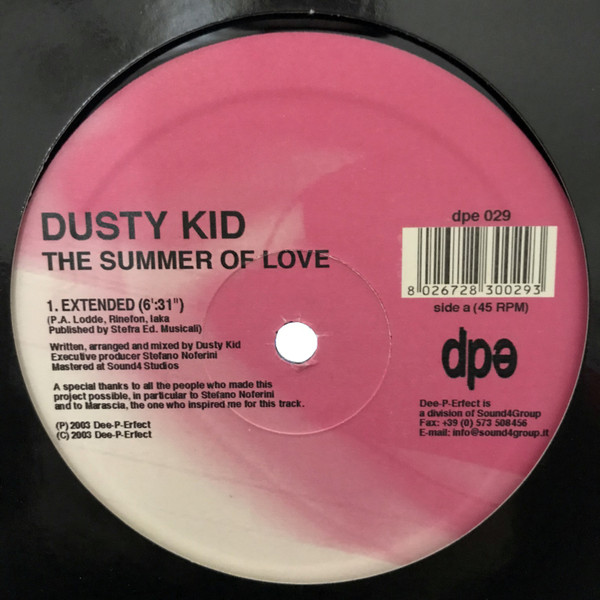 DUSTY KID
THE SUMMER OF LOVE
1. EXTENDED (6':31")
(P.A. Lodde, Rinefon, Iaka
Published by Stefra Ed. Musicali)
Written, arranged and mixed by Dusty Kid
Executive producer Stefano Noferini
Mastered at Sound4 Studios
A special thanks to all the people who made this
project possible, in particular to Stefano Noferini
and to Marascia, the one who inspired me for this track.
(P) 2003 Dee-P-Erfect
(C) 2003 Dee-P-Erfect
dpe 029
8 026728 300293
side a (45 RPM)
dpe
Dee-P-Erfect is
a division of Sound4Group
Fax: +39 (0) 573 508456
E-mail: info@sound4group.it